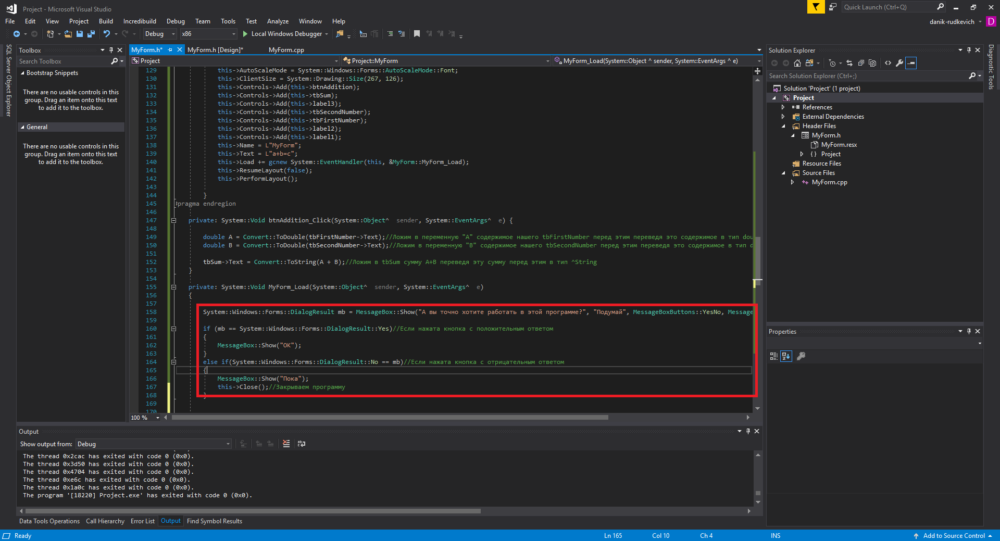 Project - Microsoft Visual Studio
Quick Launch (Ctrl+Q)
File Edit View Project Build Incredibuild Debug Team Tools Test Analyze Window Help
danik-rudkevich D
Debug x86 Local Windows Debugger
SQL Server Object Explorer
Toolbox
Search Toolbox
Bootstrap Snippets
There are no usable controls in this
group. Drag an item onto this text
to add it to the toolbox.
General
There are no usable controls in this
group. Drag an item onto this text
to add it to the toolbox.
MyForm.h* MyForm.h [Design]* MyForm.cpp
Project Project::MyForm MyForm_Load(System::Object ^ sender, System::EventArgs ^ e)
129 this->AutoScaleMode = System::Windows::Forms::AutoScaleMode::Font;
130 this->ClientSize = System::Drawing::Size(267, 126);
131 this->Controls->Add(this->btnAddition);
132 this->Controls->Add(this->tbSum);
133 this->Controls->Add(this->label3);
134 this->Controls->Add(this->tbSecondNumber);
135 this->Controls->Add(this->tbFirstNumber);
136 this->Controls->Add(this->label2);
137 this->Controls->Add(this->label1);
138 this->Name = L"MyForm";
139 this->Text = L"a+b=c";
140 this->Load += gcnew System::EventHandler(this, &MyForm::MyForm_Load);
141 this->ResumeLayout(false);
142 this->PerformLayout();
143
144 }
145 #pragma endregion
146
147 private: System::Void btnAddition_Click(System::Object^  sender, System::EventArgs^  e) {
148
149 double A = Convert::ToDouble(tbFirstNumber->Text);//Ложим в переменную "A" содержимое нашего tbFirstNumber перед этим переведя это содержимое в тип dou
150 double B = Convert::ToDouble(tbSecondNumber->Text);//Ложим в переменную "B" содержимое нашего tbSecondNumber перед этим переведя это содержимое в тип d
151
152 tbSum->Text = Convert::ToString(A + B);//Ложим в tbSum сумму A+B переведя эту сумму перед этим в тип ^String
153 }
154
155 private: System::Void MyForm_Load(System::Object^  sender, System::EventArgs^  e)
156 {
157
158 System::Windows::Forms::DialogResult mb = MessageBox::Show("А вы точно хотите работать в этой программе?", "Подумай", MessageBoxButtons::YesNo, Message
159
160 if (mb == System::Windows::Forms::DialogResult::Yes)//Если нажата кнопка с положительным ответом
161 {
162 MessageBox::Show("ОК");
163 }
164 else if(System::Windows::Forms::DialogResult::No == mb)//Если нажата кнопка с отрицательным ответом
165 {
166 MessageBox::Show("Пока");
167 this->Close();//Закрываем программу
168 }
169
170
100 %
Solution Explorer
Search Solution Explorer (Ctrl+;)
Solution 'Project' (1 project)
Project
References
External Dependencies
Header Files
MyForm.h
MyForm.resx
{} Project
Resource Files
Source Files
MyForm.cpp
Properties
Diagnostic Tools
Output
Show output from: Debug
The thread 0x2cac has exited with code 0 (0x0).
The thread 0x3d50 has exited with code 0 (0x0).
The thread 0x4704 has exited with code 0 (0x0).
The thread 0xe6c has exited with code 0 (0x0).
The thread 0x1a0c has exited with code 0 (0x0).
The program '[18220] Project.exe' has exited with code 0 (0x0).
Data Tools Operations Call Hierarchy Error List Output Find Symbol Results
Ready Ln 165 Col 10 Ch 4 INS Add to Source Control